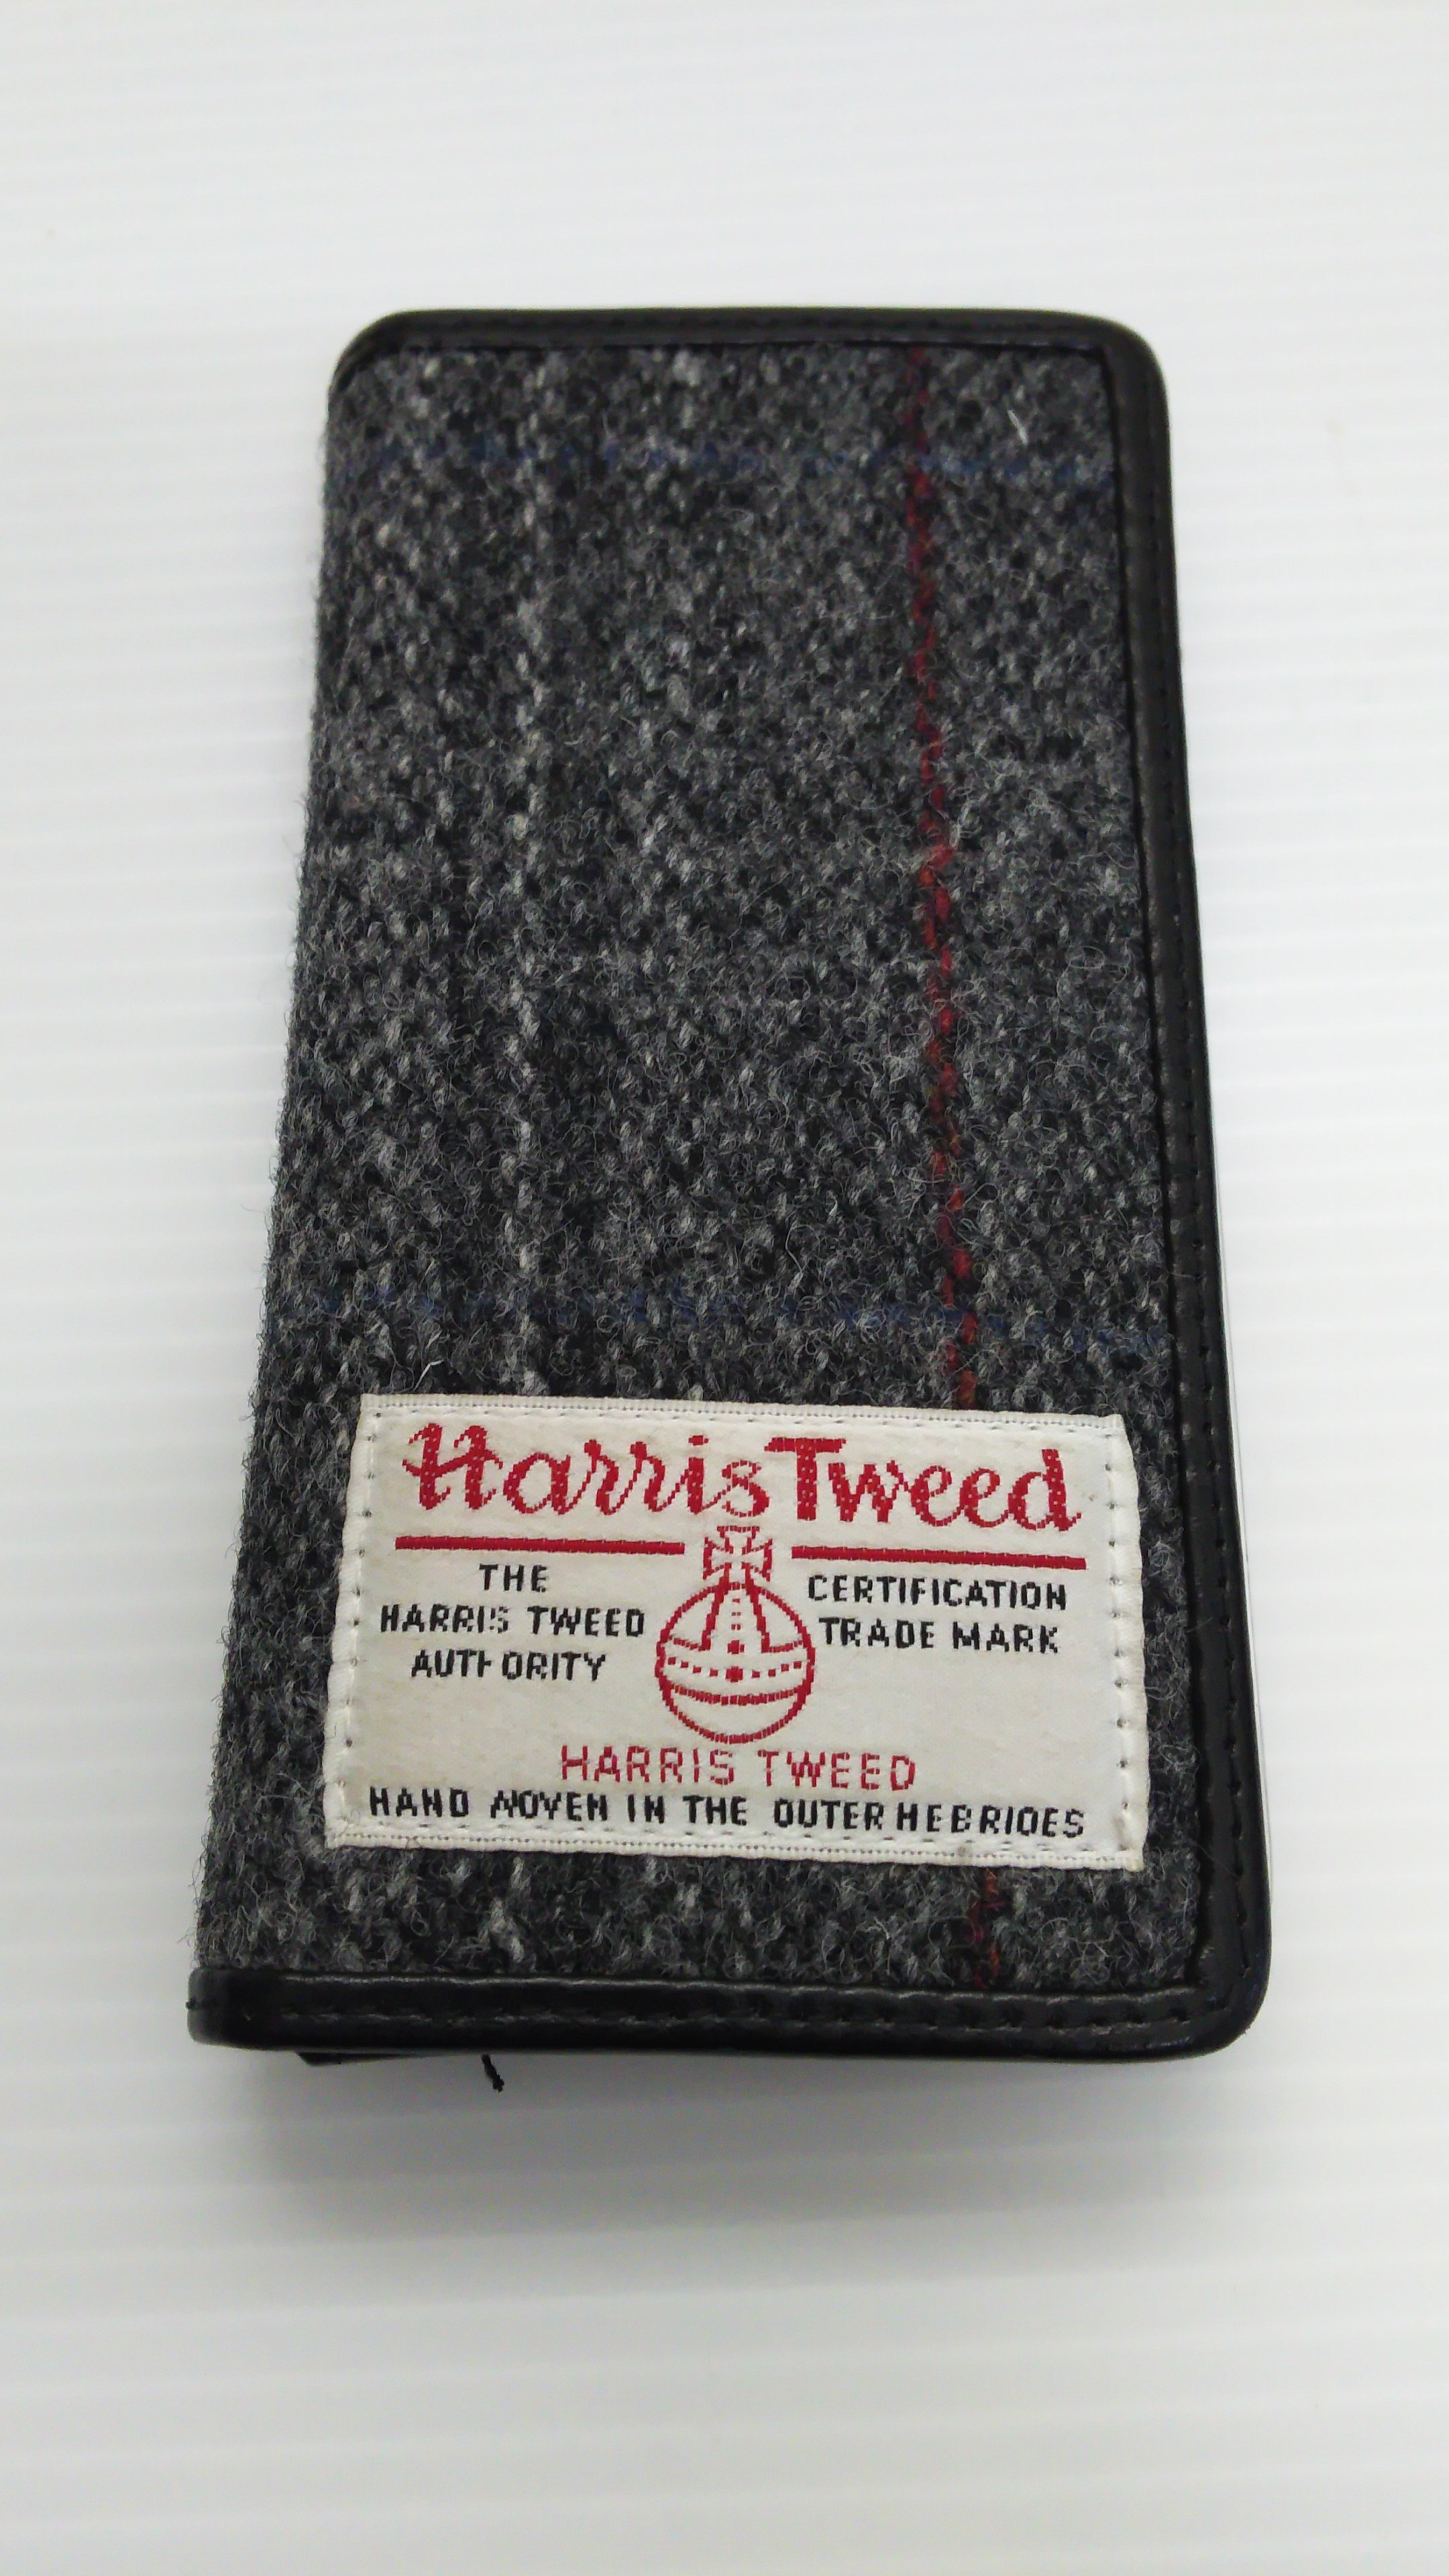 Harris Tweed
THE
HARRIS TWEED
AUTHORITY
CERTIFICATION
TRADE MARK
HARRIS TWEED
HAND WOVEN IN THE OUTER HEBRIDES